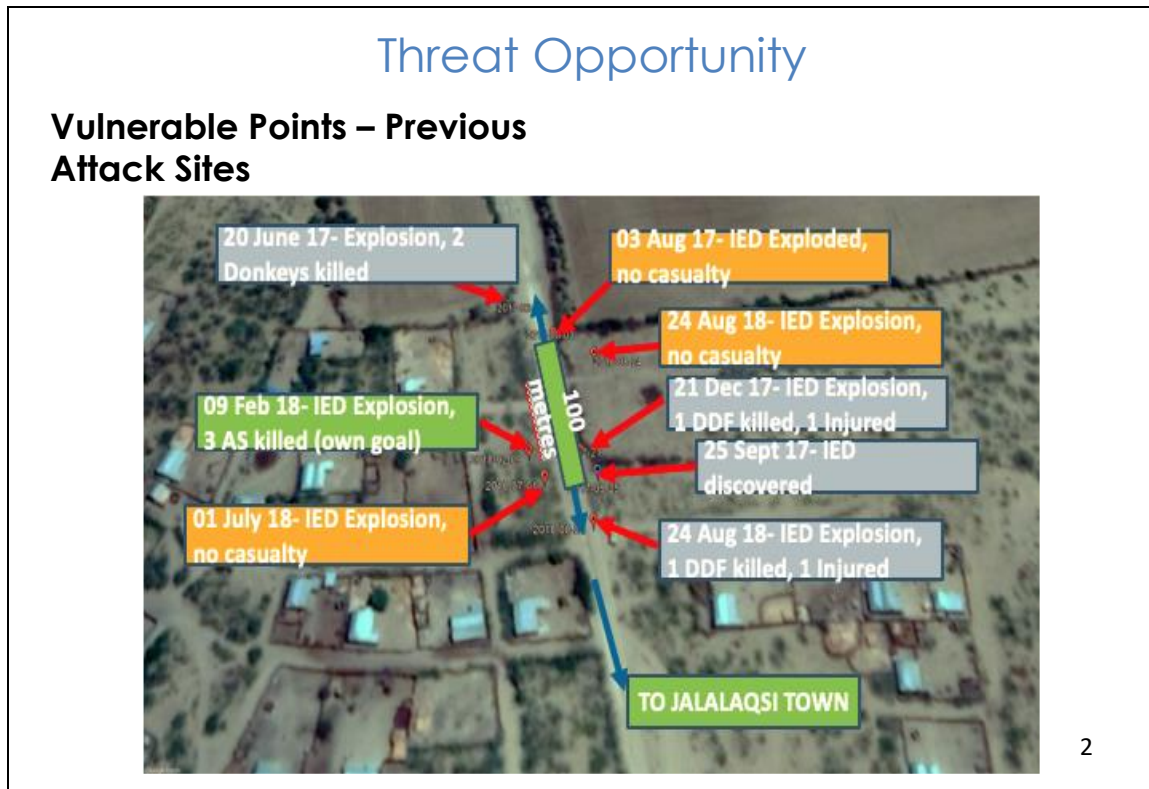 Threat Opportunity
Vulnerable Points – Previous
Attack Sites
20 June 17- Explosion, 2
Donkeys killed
03 Aug 17- IED Exploded,
no casualty
24 Aug 18- IED Explosion,
no casualty
21 Dec 17- IED Explosion,
1 DDF killed, 1 Injured
09 Feb 18- IED Explosion,
3 AS killed (own goal)
100
metres
25 Sept 17- IED
discovered
01 July 18- IED Explosion,
no casualty
24 Aug 18- IED Explosion,
1 DDF killed, 1 Injured
TO JALALAQSI TOWN
2